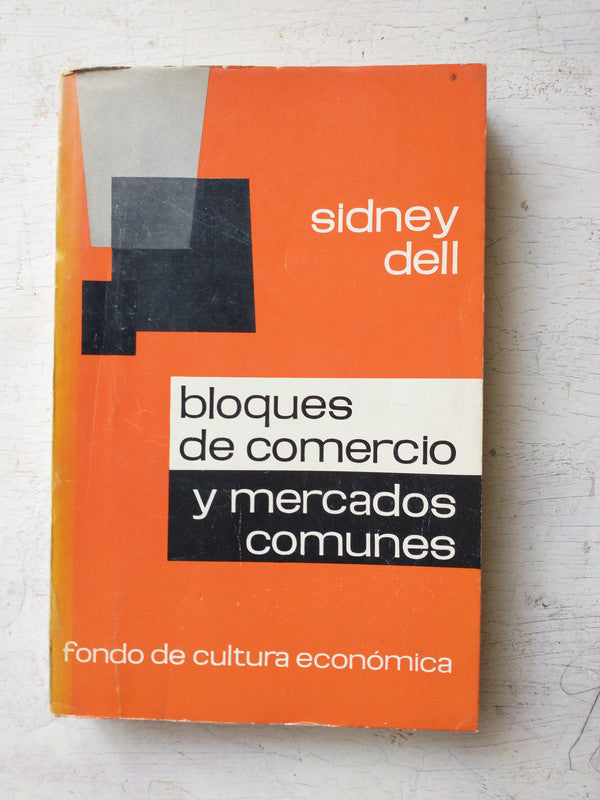 sidney
dell
bloques
de comercio
y mercados
comunes
fondo de cultura económica